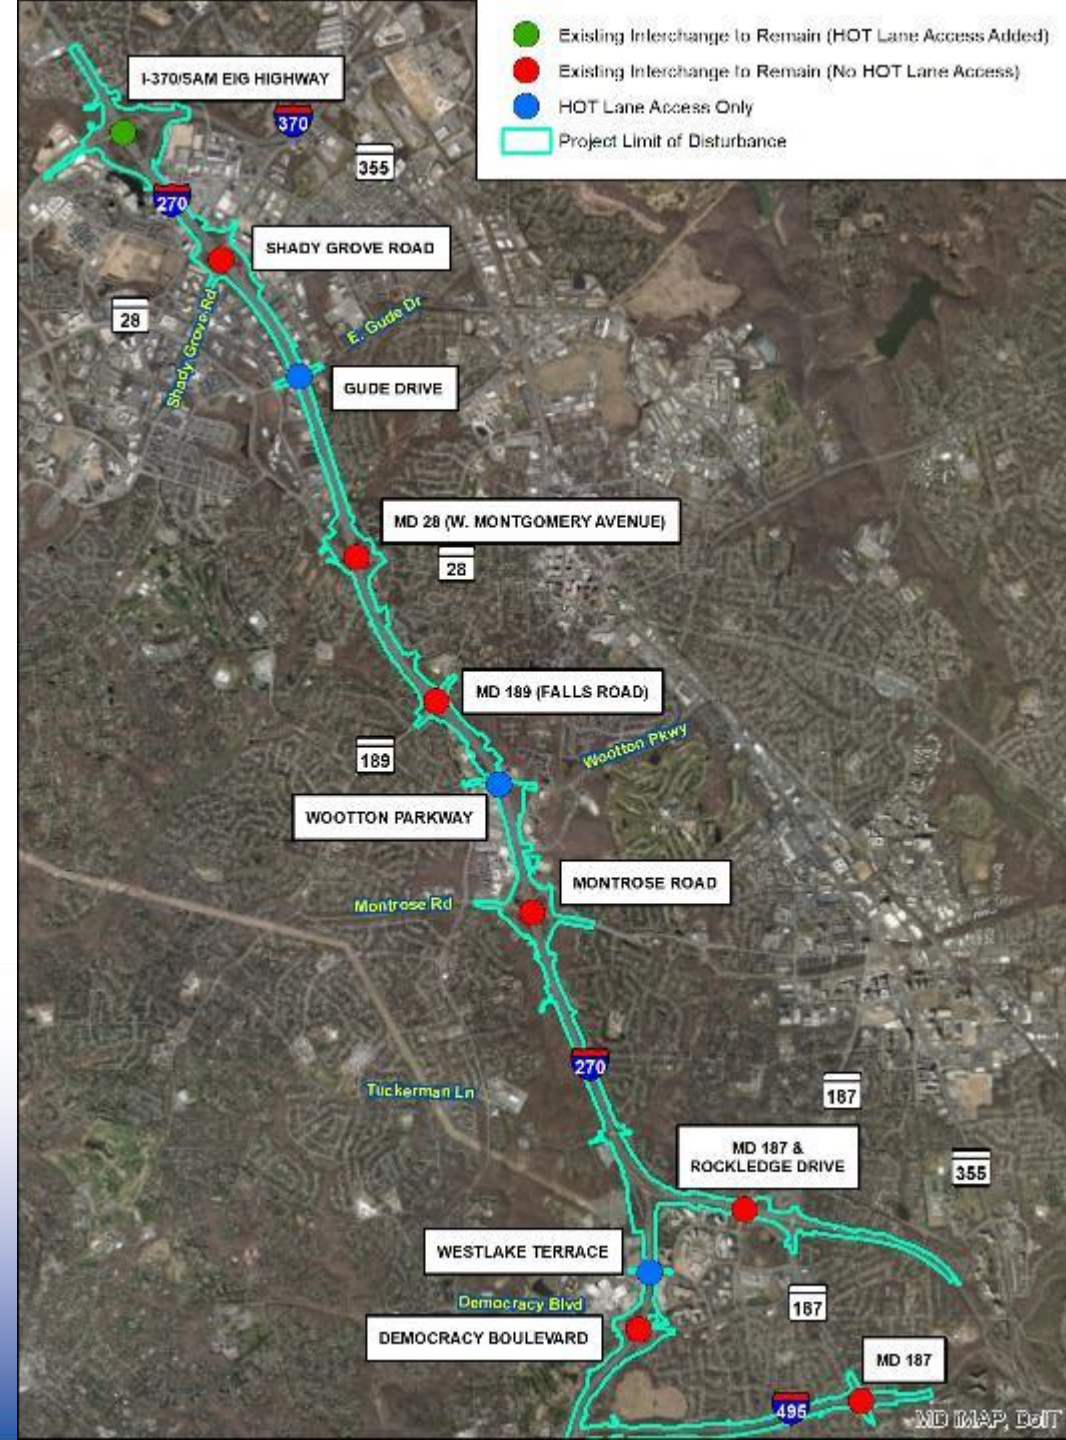 Existing Interchange to Remain (HOT Lane Access Added)
Existing Interchange to Remain (No HOT Lane Access)
HOT Lane Access Only
Project Limit of Disturbance
I-370/SAM EIG HIGHWAY
370
355
270
SHADY GROVE ROAD
28
Shady Grove Rd
E. Gude Dr
GUDE DRIVE
MD 28 (W. MONTGOMERY AVENUE)
28
MD 189 (FALLS ROAD)
189
Wootton Pkwy
WOOTTON PARKWAY
MONTROSE ROAD
Montrose Rd
270
Tuckerman Ln
187
MD 187 &
ROCKLEDGE DRIVE
355
WESTLAKE TERRACE
Democracy Blvd
187
DEMOCRACY BOULEVARD
MD 187
495
MD iMAP, DoIT